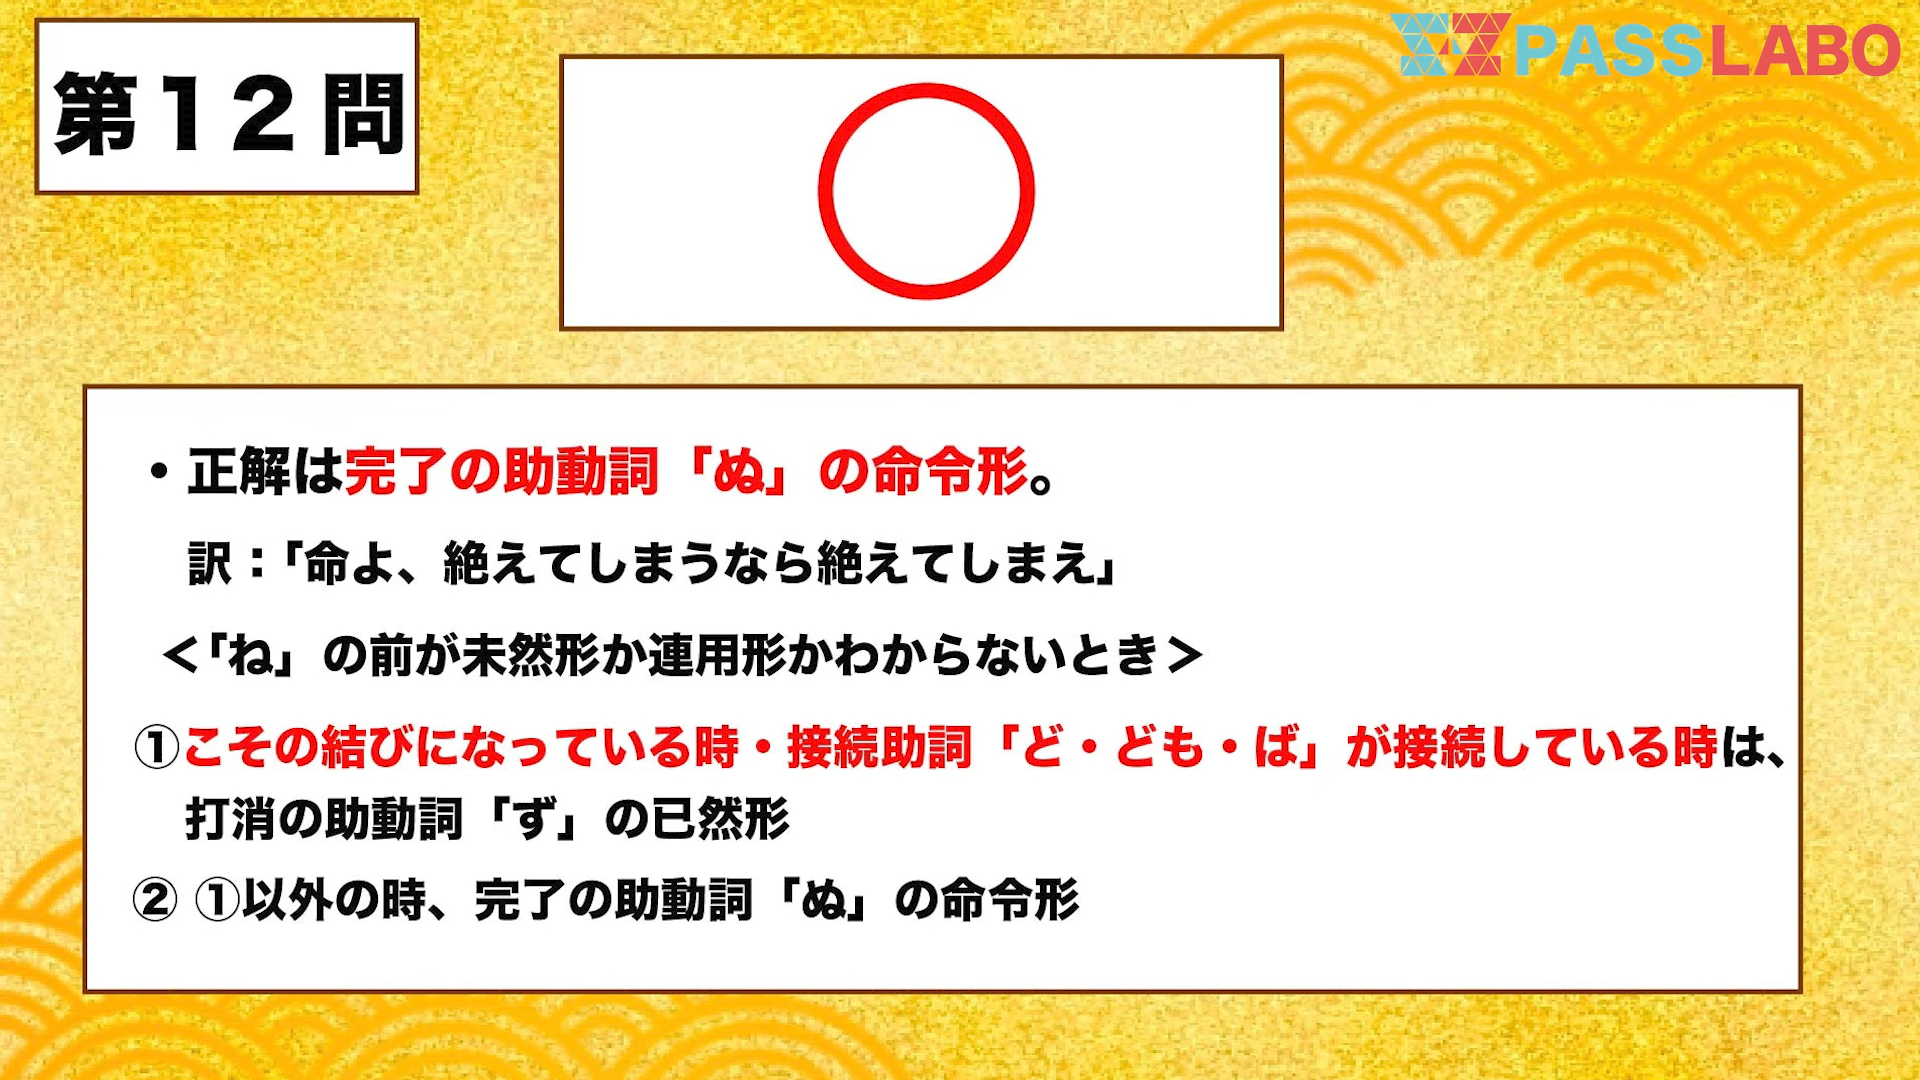 第12問
PASSLABO
・正解は完了の助動詞「ぬ」の命令形。
訳：「命よ、絶えてしまうなら絶えてしまえ」
＜「ね」の前が未然形か連用形かわからないとき＞
①こその結びになっている時・接続助詞「ど・ども・ば」が接続している時は、
打消の助動詞「ず」の已然形
② ①以外の時、完了の助動詞「ぬ」の命令形